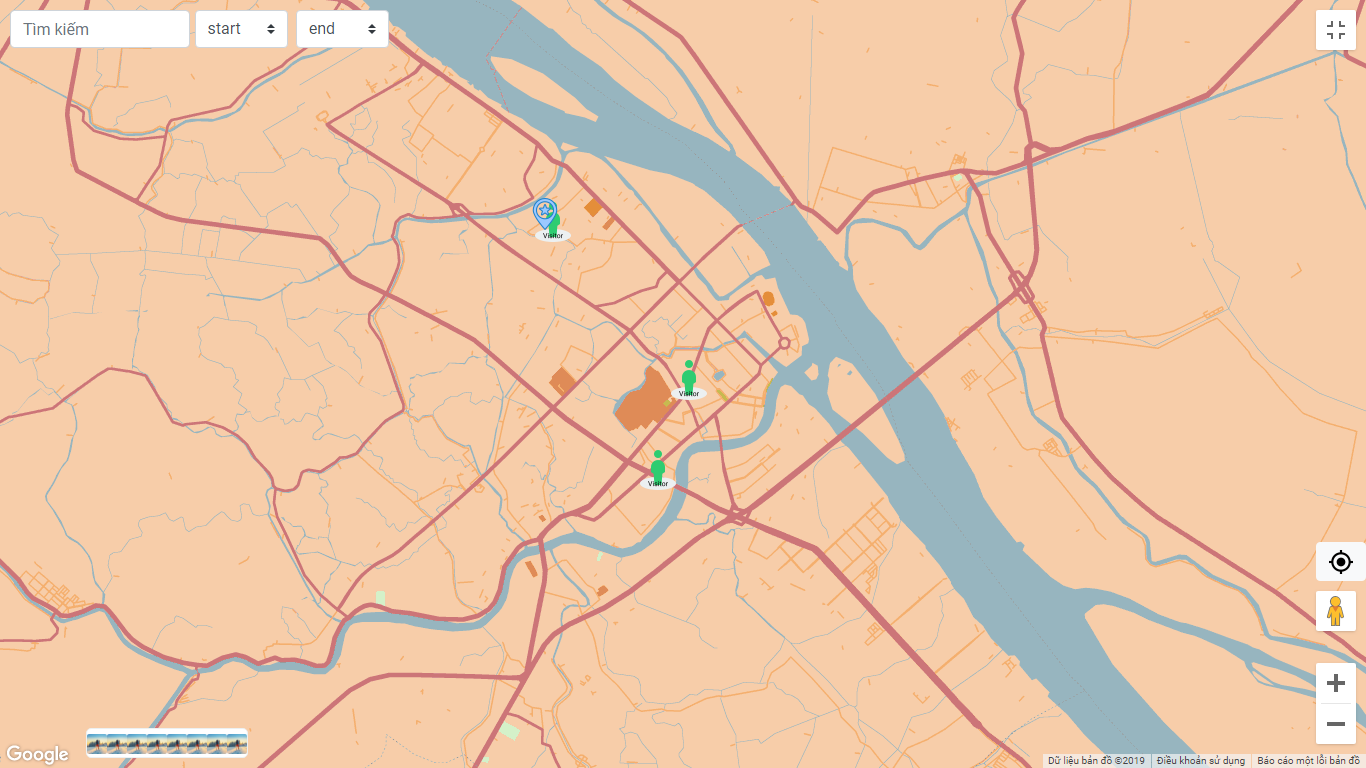 Tìm kiếm
start
end
Visitor
Visitor
Visitor
Google
Dữ liệu bản đồ ©2019
Điều khoản sử dụng
Báo cáo một lỗi bản đồ